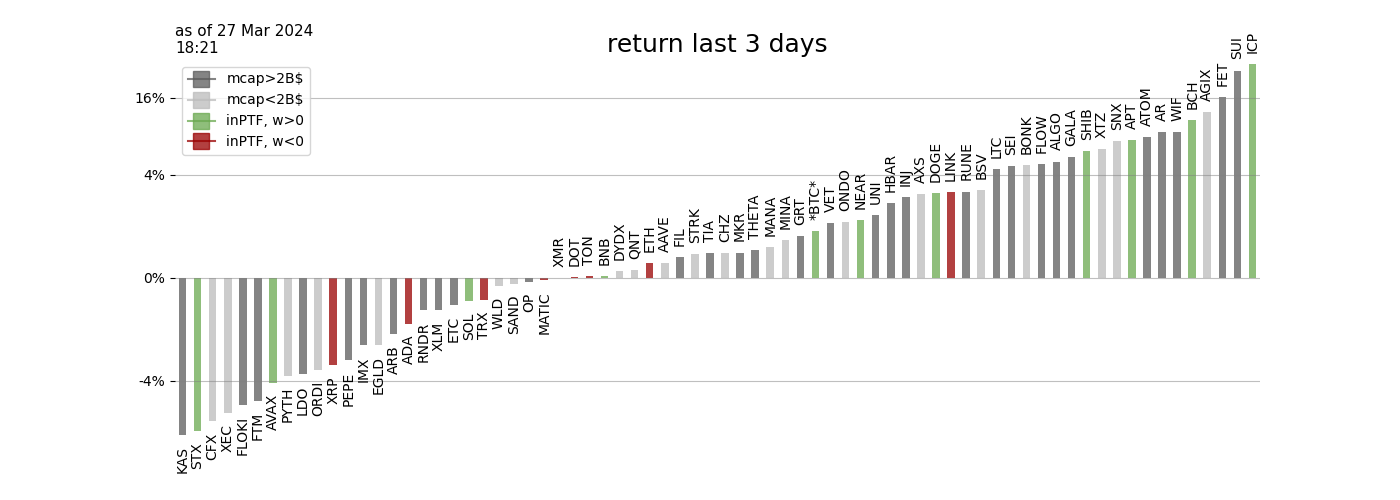 as of 27 Mar 2024
18:21
return last 3 days
mcap>2B$
mcap<2B$
inPTF, w>0
inPTF, w<0
16%
4%
0%
-4%
KAS
STX
CFX
XEC
FLOKI
FTM
AVAX
PYTH
LDO
ORDI
XRP
PEPE
IMX
EGLD
ARB
ADA
RNDR
XLM
ETC
SOL
TRX
WLD
SAND
OP
MATIC
XMR
DOT
TON
BNB
DYDX
QNT
ETH
AAVE
FIL
STRK
TIA
CHZ
MKR
THETA
MANA
MINA
GRT
*BTC*
VET
ONDO
NEAR
UNI
HBAR
INJ
AXS
DOGE
LINK
RUNE
BSV
LTC
SEI
BONK
FLOW
ALGO
GALA
SHIB
XTZ
SNX
APT
ATOM
AR
WIF
BCH
AGIX
FET
SUI
ICP